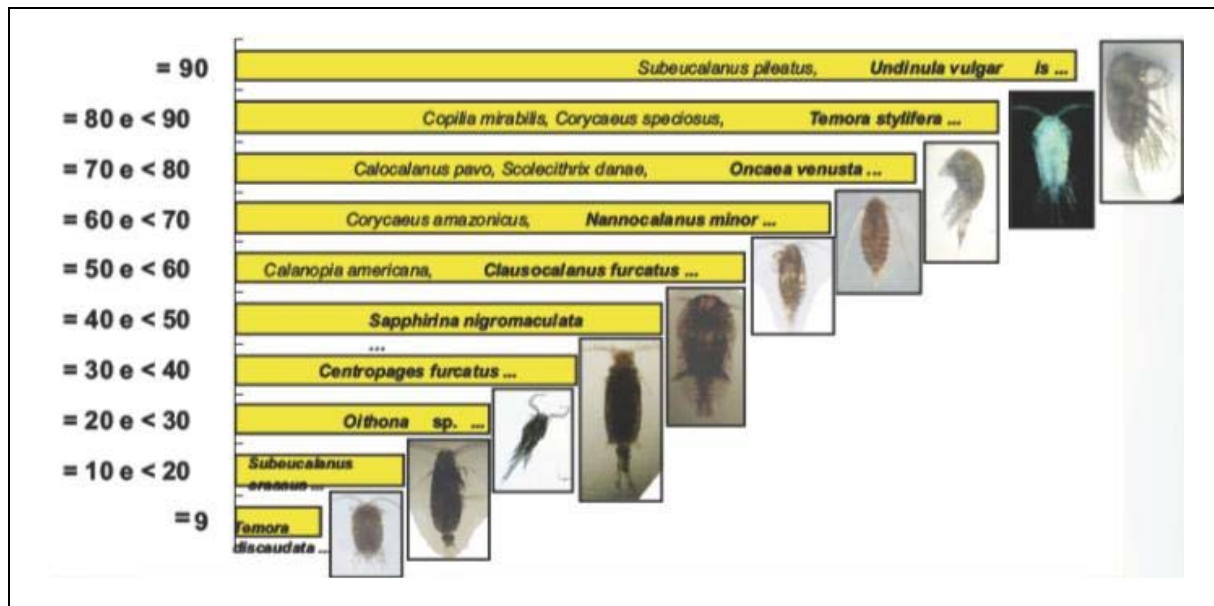 = 90 Subeucalanus pileatus, Undinula vulgar is ...
= 80 e < 90 Copilia mirabilis, Corycaeus speciosus, Temora stylifera ...
= 70 e < 80 Calocalanus pavo, Scolecithrix danae, Oncaea venusta ...
= 60 e < 70 Corycaeus amazonicus, Nannocalanus minor ...
= 50 e < 60 Calanopia americana, Clausocalanus furcatus ...
= 40 e < 50 Sapphirina nigromaculata
...
= 30 e < 40 Centropages furcatus ...
= 20 e < 30 Oithona sp. ...
= 10 e < 20 Subeucalanus
crassus ...
= 9 Temora
discaudata ...